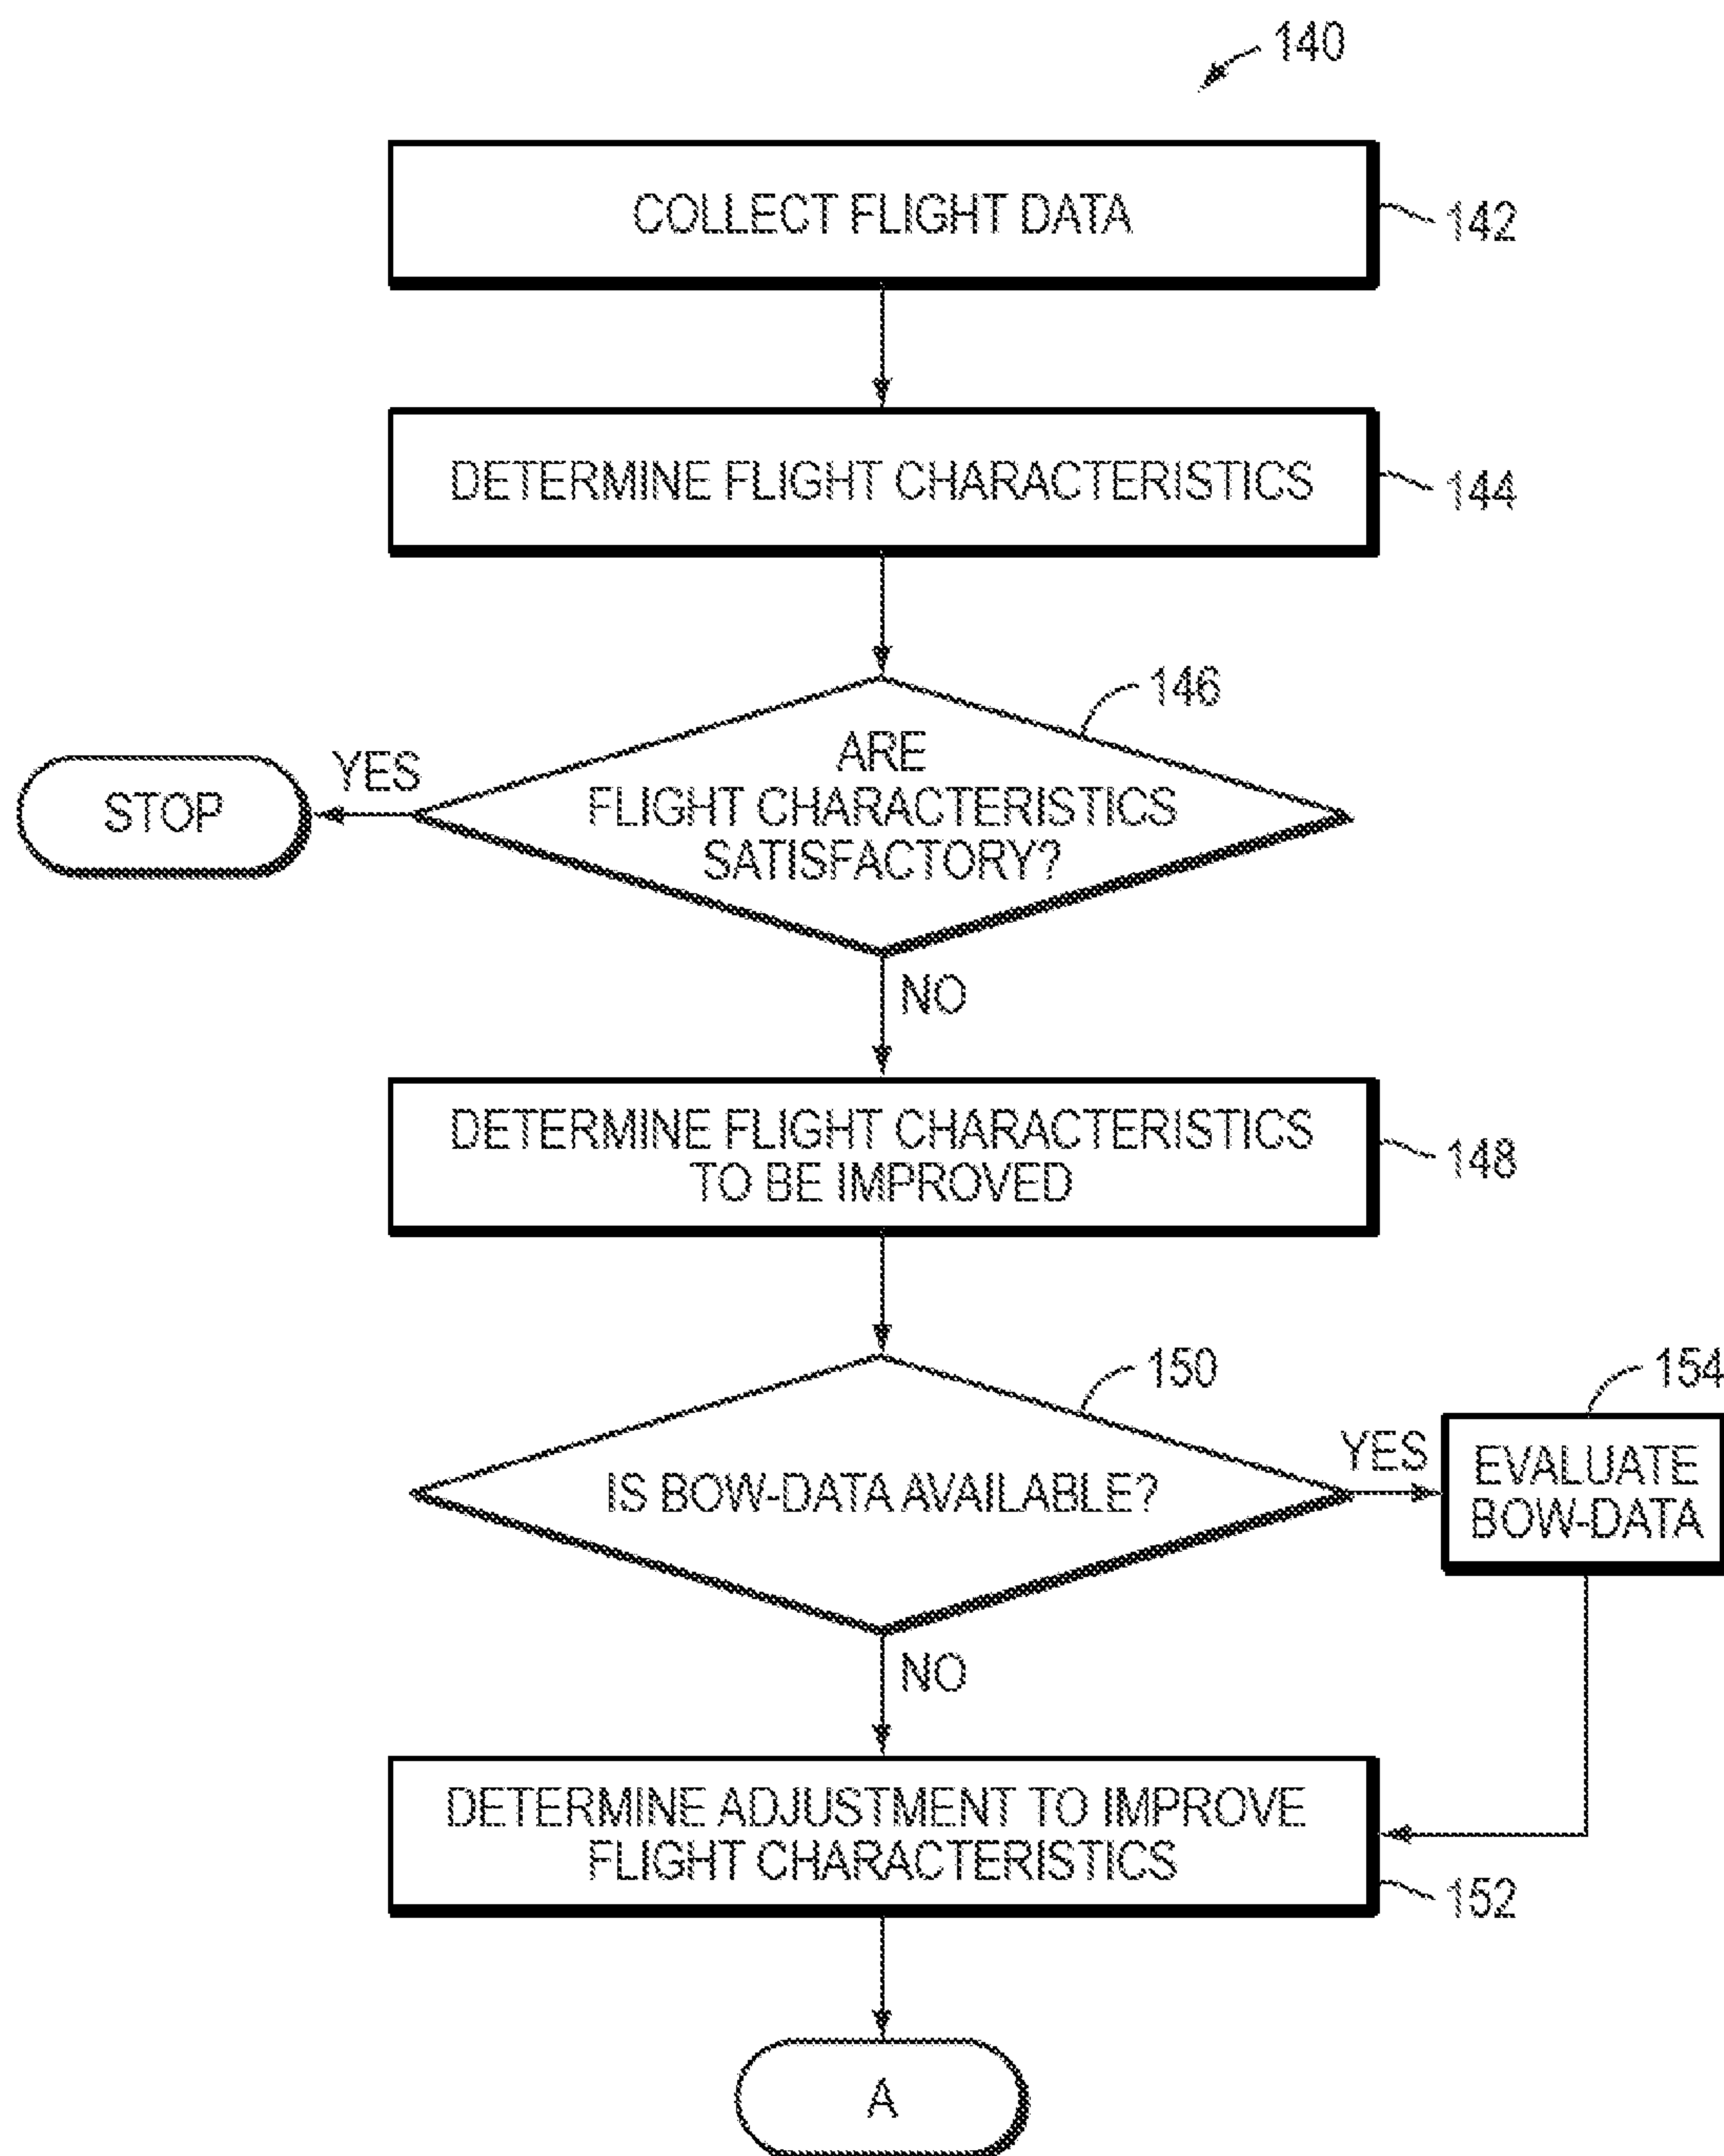 140
COLLECT FLIGHT DATA
142
DETERMINE FLIGHT CHARACTERISTICS
144
146
ARE
FLIGHT CHARACTERISTICS
SATISFACTORY?
YES
STOP
NO
DETERMINE FLIGHT CHARACTERISTICS
TO BE IMPROVED
148
150
IS BOW-DATA AVAILABLE?
YES
154
EVALUATE
BOW-DATA
NO
DETERMINE ADJUSTMENT TO IMPROVE
FLIGHT CHARACTERISTICS
152
A